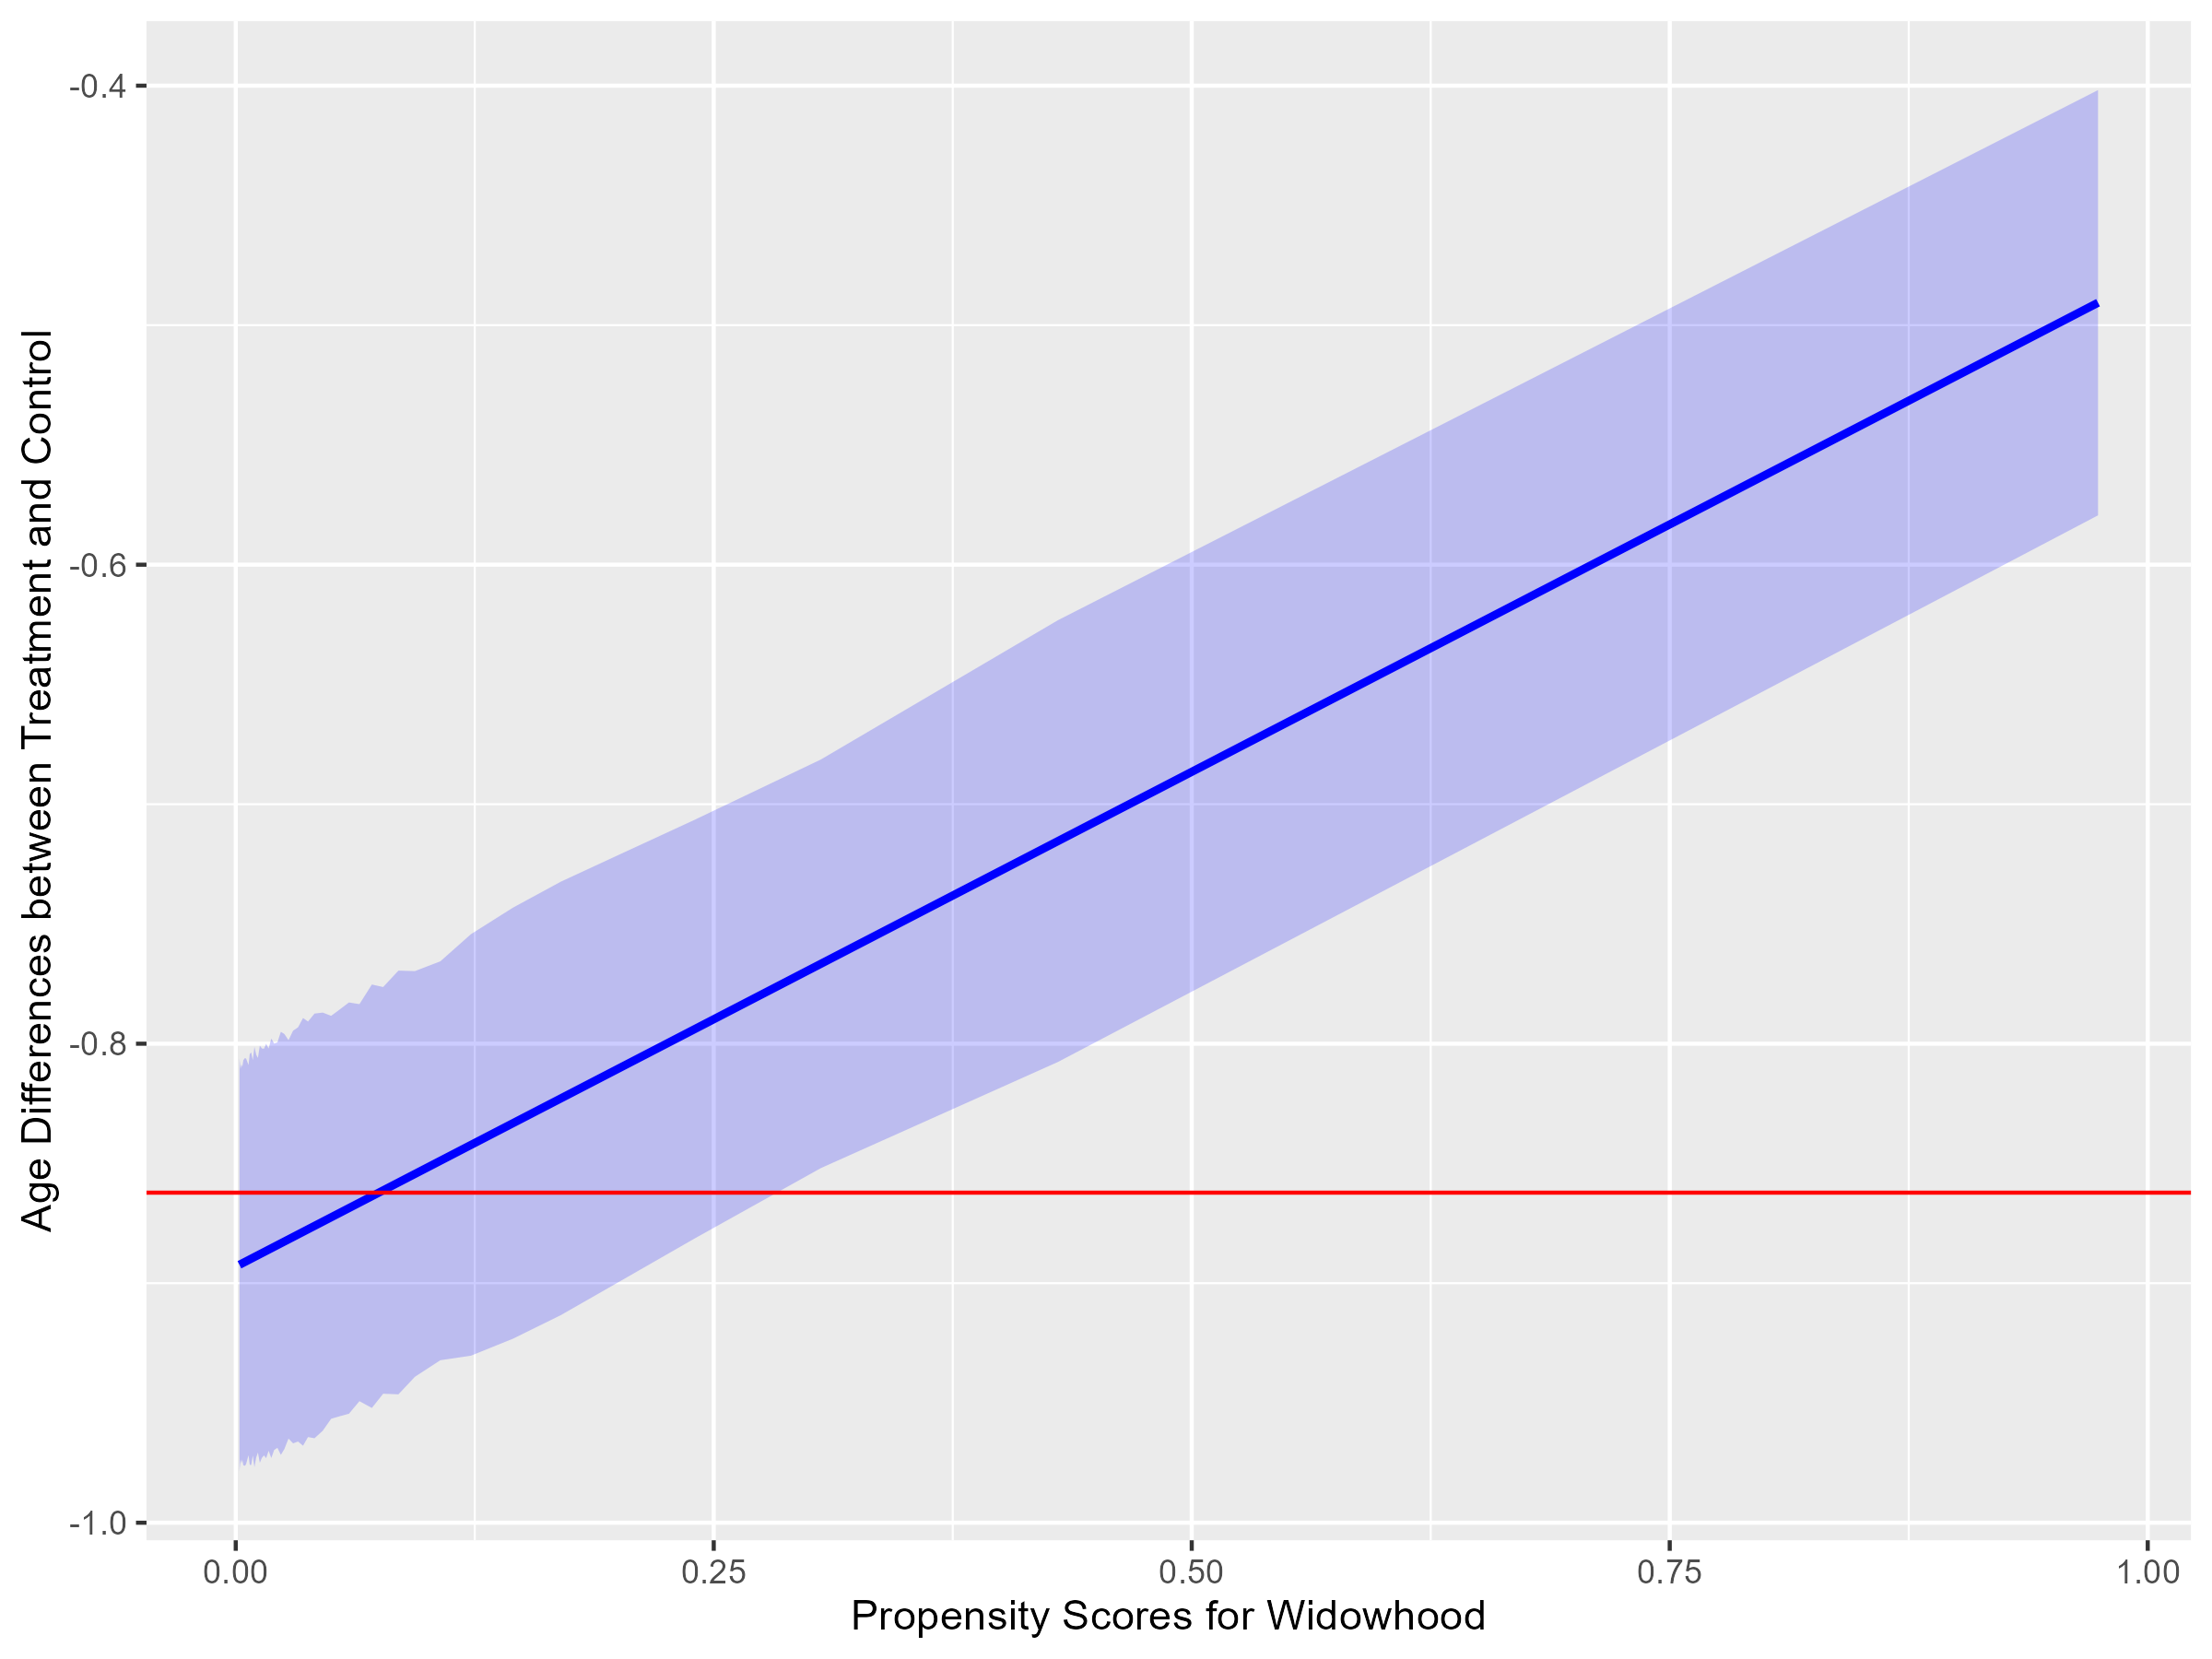 Age Differences between Treatment and Control
-0.4
-0.6
-0.8
-1.0
0.00 0.25 0.50 0.75 1.00
Propensity Scores for Widowhood